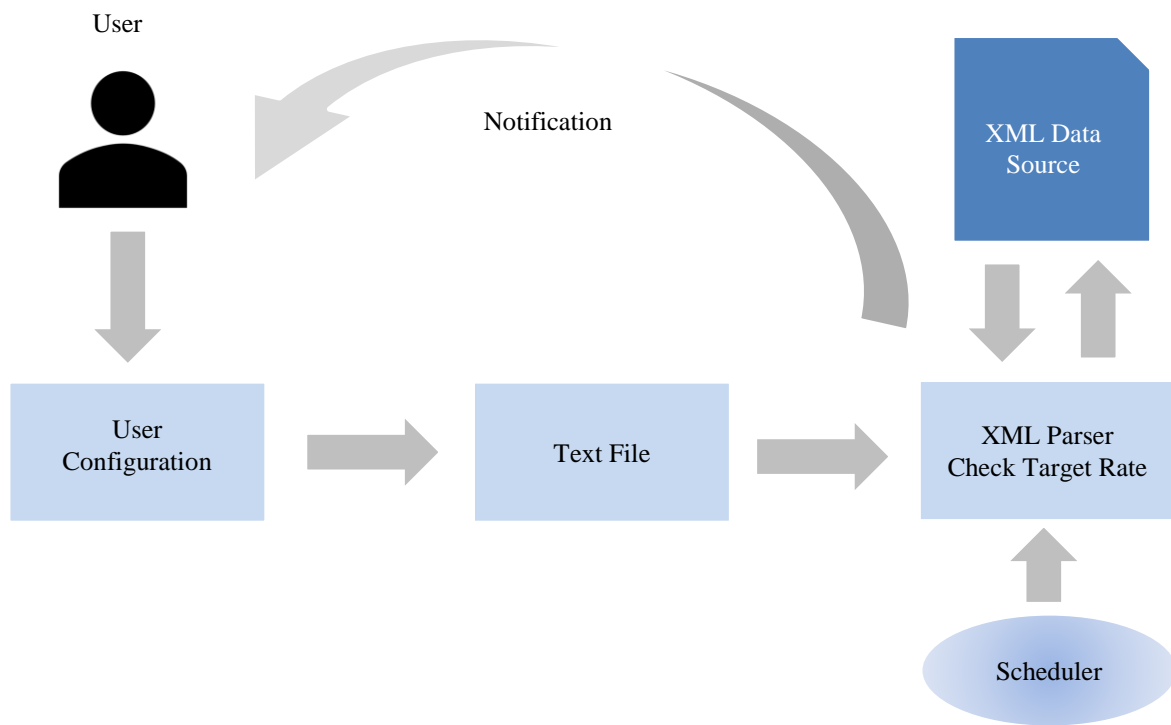 User
Notification
XML Data
Source
User
Configuration
Text File
XML Parser
Check Target Rate
Scheduler